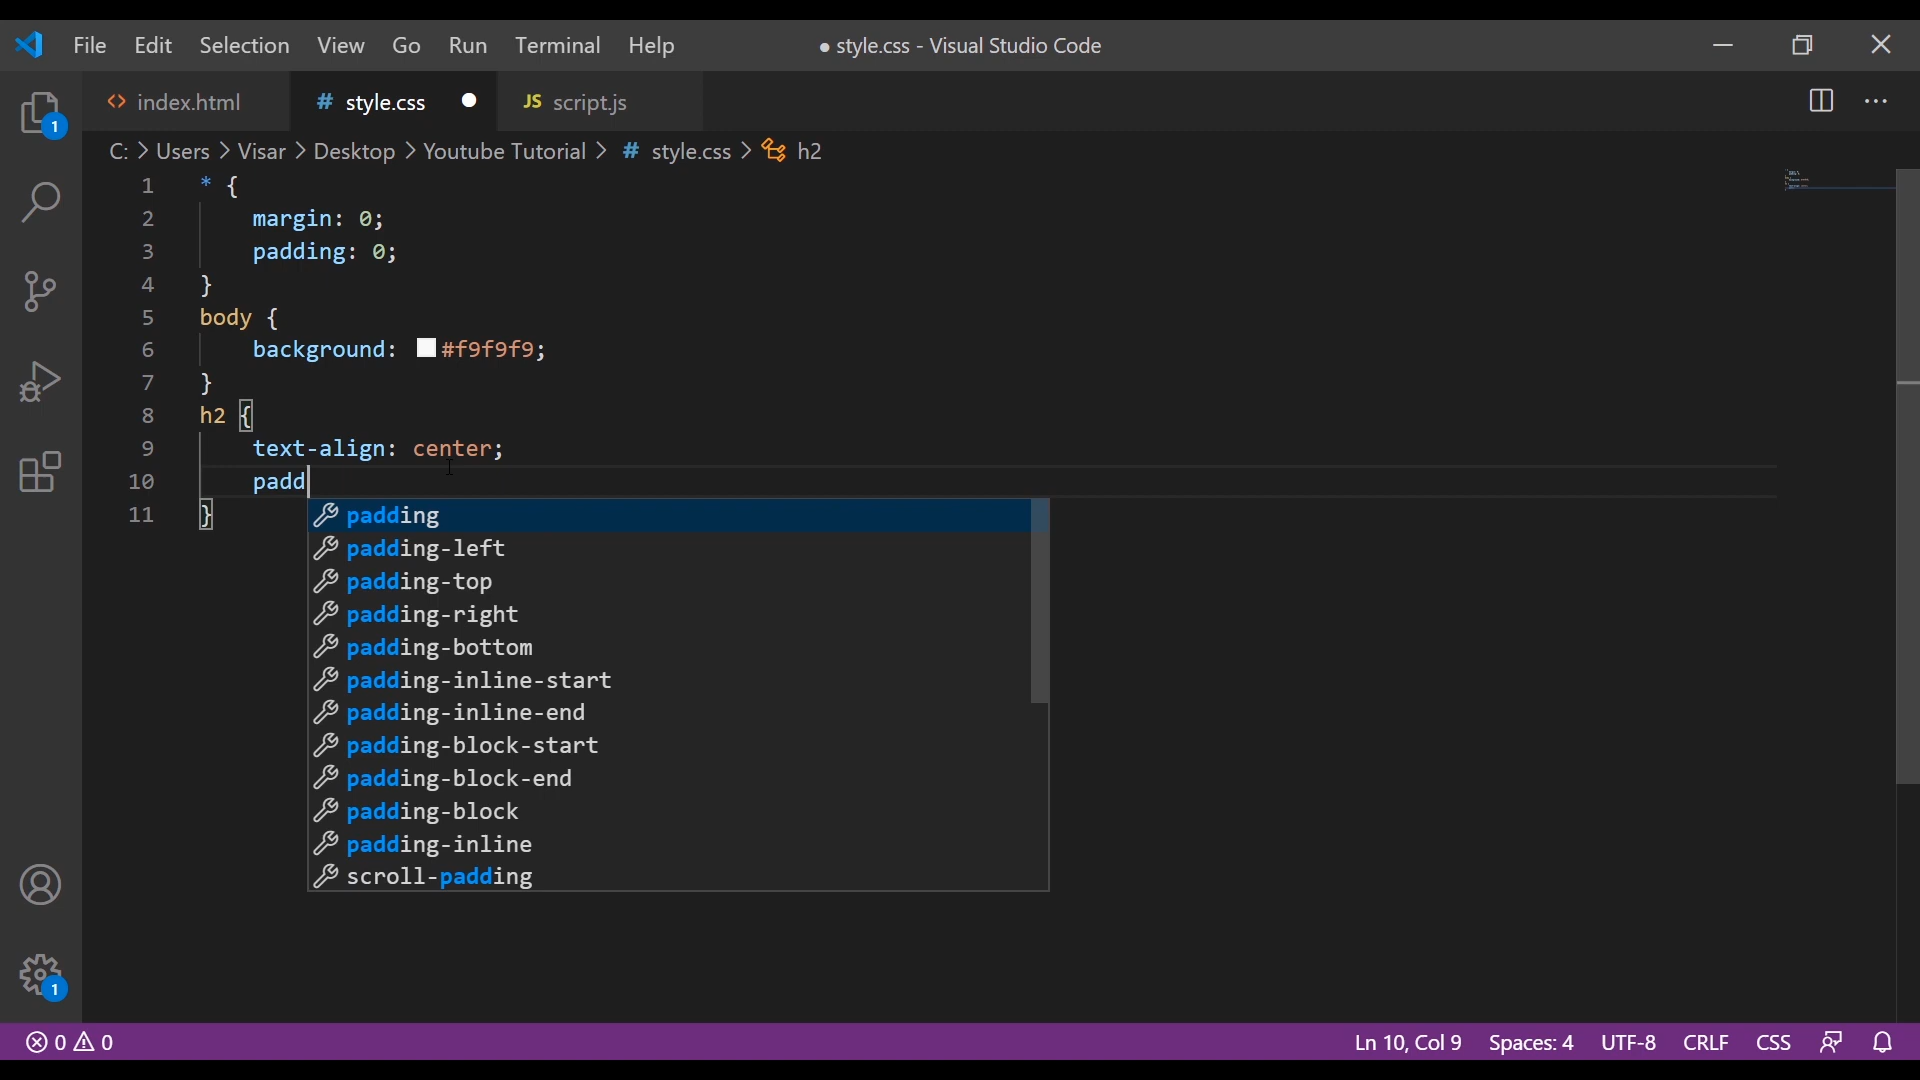 File Edit Selection View Go Run Terminal Help ● style.css - Visual Studio Code
<> index.html # style.css ● JS script.js ...
1
C: > Users > Visar > Desktop > Youtube Tutorial > # style.css > h2
1 * {
2 margin: 0;
3 padding: 0;
4 }
5 body {
6 background: #f9f9f9;
7 }
8 h2 {
9 text-align: center;
10 padd
11 }
padding
padding-left
padding-top
padding-right
padding-bottom
padding-inline-start
padding-inline-end
padding-block-start
padding-block-end
padding-block
padding-inline
scroll-padding
1
0 0 Ln 10, Col 9 Spaces: 4 UTF-8 CRLF CSS